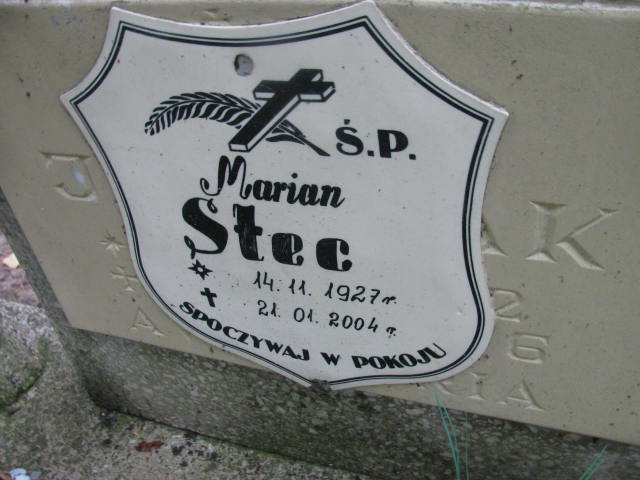 Ś.P.
Marian
Stec
14.11.1927 r.
21.01.2004 r.
SPOCZYWAJ W POKOJU